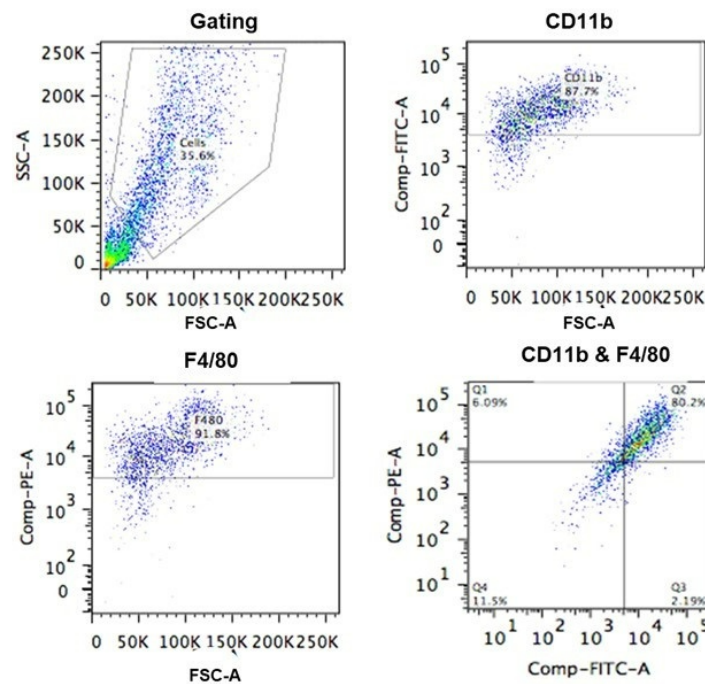 Gating
250K
200K
150K
100K
50K
0
SSC-A
Cells
35.6%
0 50K 100K 150K 200K 250K
FSC-A
CD11b
10^5
10^4
10^3
10^2
0
Comp-FITC-A
CD11b
87.7%
0 50K 100K 150K 200K 250K
FSC-A
F4/80
10^5
10^4
10^3
10^2
0
Comp-PE-A
F480
91.8%
0 50K 100K 150K 200K 250K
FSC-A
CD11b & F4/80
10^5
10^4
10^3
10^2
10^1
Comp-PE-A
Q1
6.09%
Q2
80.2%
Q4
11.5%
Q3
2.19%
10^1 10^2 10^3 10^4 10^5
Comp-FITC-A